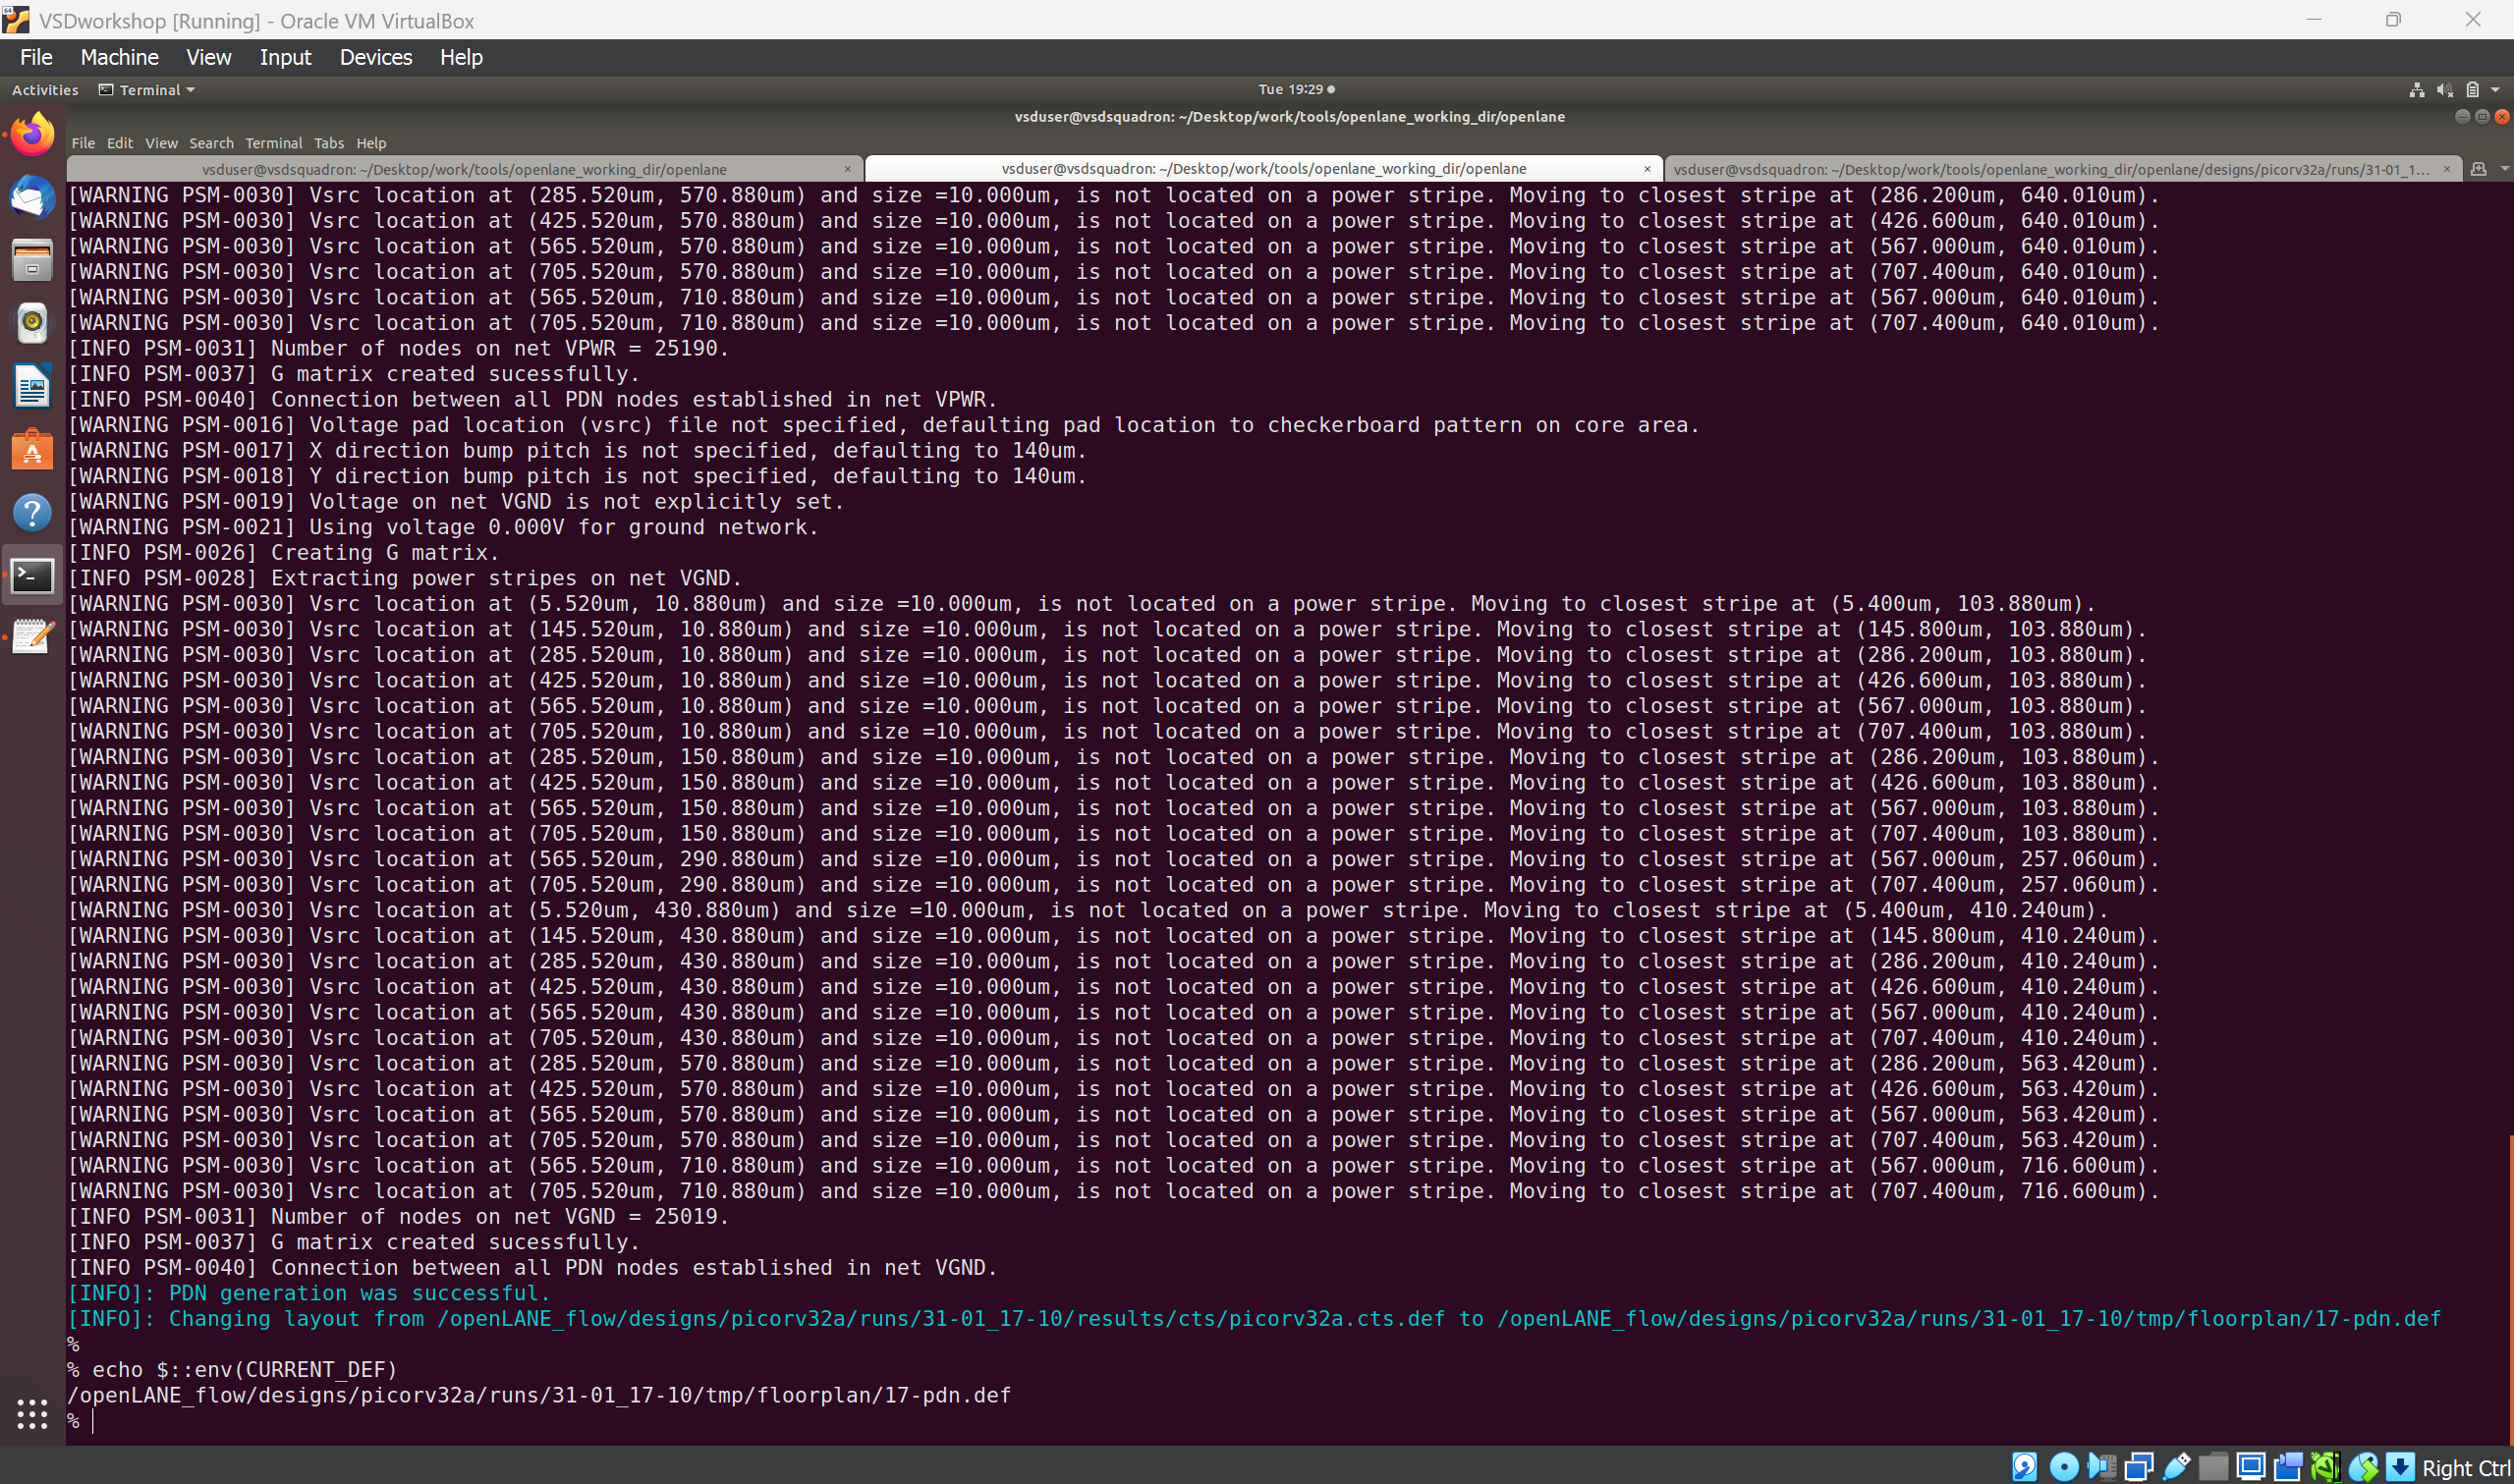 VSDworkshop [Running] - Oracle VM VirtualBox
File Machine View Input Devices Help
Activities Terminal Tue 19:29
vsduser@vsdsquadron: ~/Desktop/work/tools/openlane_working_dir/openlane
File Edit View Search Terminal Tabs Help
vsduser@vsdsquadron: ~/Desktop/work/tools/openlane_working_dir/openlane × vsduser@vsdsquadron: ~/Desktop/work/tools/openlane_working_dir/openlane × vsduser@vsdsquadron: ~/Desktop/work/tools/openlane_working_dir/openlane/designs/picorv32a/runs/31-01_1... ×
[WARNING PSM-0030] Vsrc location at (285.520um, 570.880um) and size =10.000um, is not located on a power stripe. Moving to closest stripe at (286.200um, 640.010um).
[WARNING PSM-0030] Vsrc location at (425.520um, 570.880um) and size =10.000um, is not located on a power stripe. Moving to closest stripe at (426.600um, 640.010um).
[WARNING PSM-0030] Vsrc location at (565.520um, 570.880um) and size =10.000um, is not located on a power stripe. Moving to closest stripe at (567.000um, 640.010um).
[WARNING PSM-0030] Vsrc location at (705.520um, 570.880um) and size =10.000um, is not located on a power stripe. Moving to closest stripe at (707.400um, 640.010um).
[WARNING PSM-0030] Vsrc location at (565.520um, 710.880um) and size =10.000um, is not located on a power stripe. Moving to closest stripe at (567.000um, 640.010um).
[WARNING PSM-0030] Vsrc location at (705.520um, 710.880um) and size =10.000um, is not located on a power stripe. Moving to closest stripe at (707.400um, 640.010um).
[INFO PSM-0031] Number of nodes on net VPWR = 25190.
[INFO PSM-0037] G matrix created sucessfully.
[INFO PSM-0040] Connection between all PDN nodes established in net VPWR.
[WARNING PSM-0016] Voltage pad location (vsrc) file not specified, defaulting pad location to checkerboard pattern on core area.
[WARNING PSM-0017] X direction bump pitch is not specified, defaulting to 140um.
[WARNING PSM-0018] Y direction bump pitch is not specified, defaulting to 140um.
[WARNING PSM-0019] Voltage on net VGND is not explicitly set.
[WARNING PSM-0021] Using voltage 0.000V for ground network.
[INFO PSM-0026] Creating G matrix.
[INFO PSM-0028] Extracting power stripes on net VGND.
[WARNING PSM-0030] Vsrc location at (5.520um, 10.880um) and size =10.000um, is not located on a power stripe. Moving to closest stripe at (5.400um, 103.880um).
[WARNING PSM-0030] Vsrc location at (145.520um, 10.880um) and size =10.000um, is not located on a power stripe. Moving to closest stripe at (145.800um, 103.880um).
[WARNING PSM-0030] Vsrc location at (285.520um, 10.880um) and size =10.000um, is not located on a power stripe. Moving to closest stripe at (286.200um, 103.880um).
[WARNING PSM-0030] Vsrc location at (425.520um, 10.880um) and size =10.000um, is not located on a power stripe. Moving to closest stripe at (426.600um, 103.880um).
[WARNING PSM-0030] Vsrc location at (565.520um, 10.880um) and size =10.000um, is not located on a power stripe. Moving to closest stripe at (567.000um, 103.880um).
[WARNING PSM-0030] Vsrc location at (705.520um, 10.880um) and size =10.000um, is not located on a power stripe. Moving to closest stripe at (707.400um, 103.880um).
[WARNING PSM-0030] Vsrc location at (285.520um, 150.880um) and size =10.000um, is not located on a power stripe. Moving to closest stripe at (286.200um, 103.880um).
[WARNING PSM-0030] Vsrc location at (425.520um, 150.880um) and size =10.000um, is not located on a power stripe. Moving to closest stripe at (426.600um, 103.880um).
[WARNING PSM-0030] Vsrc location at (565.520um, 150.880um) and size =10.000um, is not located on a power stripe. Moving to closest stripe at (567.000um, 103.880um).
[WARNING PSM-0030] Vsrc location at (705.520um, 150.880um) and size =10.000um, is not located on a power stripe. Moving to closest stripe at (707.400um, 103.880um).
[WARNING PSM-0030] Vsrc location at (565.520um, 290.880um) and size =10.000um, is not located on a power stripe. Moving to closest stripe at (567.000um, 257.060um).
[WARNING PSM-0030] Vsrc location at (705.520um, 290.880um) and size =10.000um, is not located on a power stripe. Moving to closest stripe at (707.400um, 257.060um).
[WARNING PSM-0030] Vsrc location at (5.520um, 430.880um) and size =10.000um, is not located on a power stripe. Moving to closest stripe at (5.400um, 410.240um).
[WARNING PSM-0030] Vsrc location at (145.520um, 430.880um) and size =10.000um, is not located on a power stripe. Moving to closest stripe at (145.800um, 410.240um).
[WARNING PSM-0030] Vsrc location at (285.520um, 430.880um) and size =10.000um, is not located on a power stripe. Moving to closest stripe at (286.200um, 410.240um).
[WARNING PSM-0030] Vsrc location at (425.520um, 430.880um) and size =10.000um, is not located on a power stripe. Moving to closest stripe at (426.600um, 410.240um).
[WARNING PSM-0030] Vsrc location at (565.520um, 430.880um) and size =10.000um, is not located on a power stripe. Moving to closest stripe at (567.000um, 410.240um).
[WARNING PSM-0030] Vsrc location at (705.520um, 430.880um) and size =10.000um, is not located on a power stripe. Moving to closest stripe at (707.400um, 410.240um).
[WARNING PSM-0030] Vsrc location at (285.520um, 570.880um) and size =10.000um, is not located on a power stripe. Moving to closest stripe at (286.200um, 563.420um).
[WARNING PSM-0030] Vsrc location at (425.520um, 570.880um) and size =10.000um, is not located on a power stripe. Moving to closest stripe at (426.600um, 563.420um).
[WARNING PSM-0030] Vsrc location at (565.520um, 570.880um) and size =10.000um, is not located on a power stripe. Moving to closest stripe at (567.000um, 563.420um).
[WARNING PSM-0030] Vsrc location at (705.520um, 570.880um) and size =10.000um, is not located on a power stripe. Moving to closest stripe at (707.400um, 563.420um).
[WARNING PSM-0030] Vsrc location at (565.520um, 710.880um) and size =10.000um, is not located on a power stripe. Moving to closest stripe at (567.000um, 716.600um).
[WARNING PSM-0030] Vsrc location at (705.520um, 710.880um) and size =10.000um, is not located on a power stripe. Moving to closest stripe at (707.400um, 716.600um).
[INFO PSM-0031] Number of nodes on net VGND = 25019.
[INFO PSM-0037] G matrix created sucessfully.
[INFO PSM-0040] Connection between all PDN nodes established in net VGND.
[INFO]: PDN generation was successful.
[INFO]: Changing layout from /openLANE_flow/designs/picorv32a/runs/31-01_17-10/results/cts/picorv32a.cts.def to /openLANE_flow/designs/picorv32a/runs/31-01_17-10/tmp/floorplan/17-pdn.def
%
% echo $::env(CURRENT_DEF)
/openLANE_flow/designs/picorv32a/runs/31-01_17-10/tmp/floorplan/17-pdn.def
%
Right Ctrl